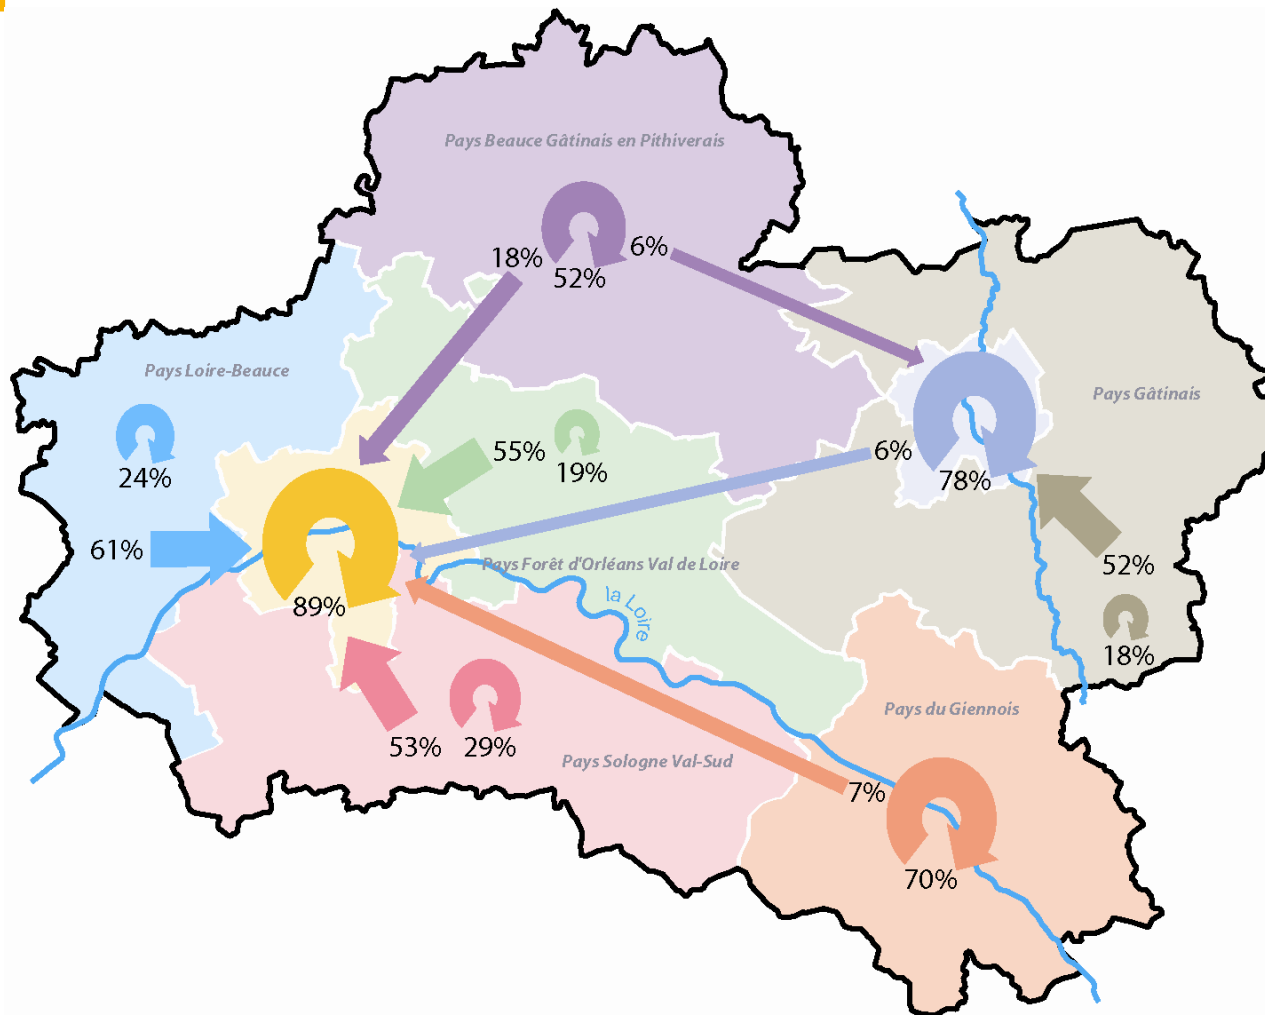 Pays Beauce Gâtinais en Pithiverais
18%
6%
52%
Pays Loire-Beauce
Pays Gâtinais
24%
55%
19%
6%
78%
61%
52%
Pays Forêt d'Orléans Val de Loire
89%
la Loire
18%
Pays du Giennois
53%
29%
Pays Sologne Val-Sud
7%
70%